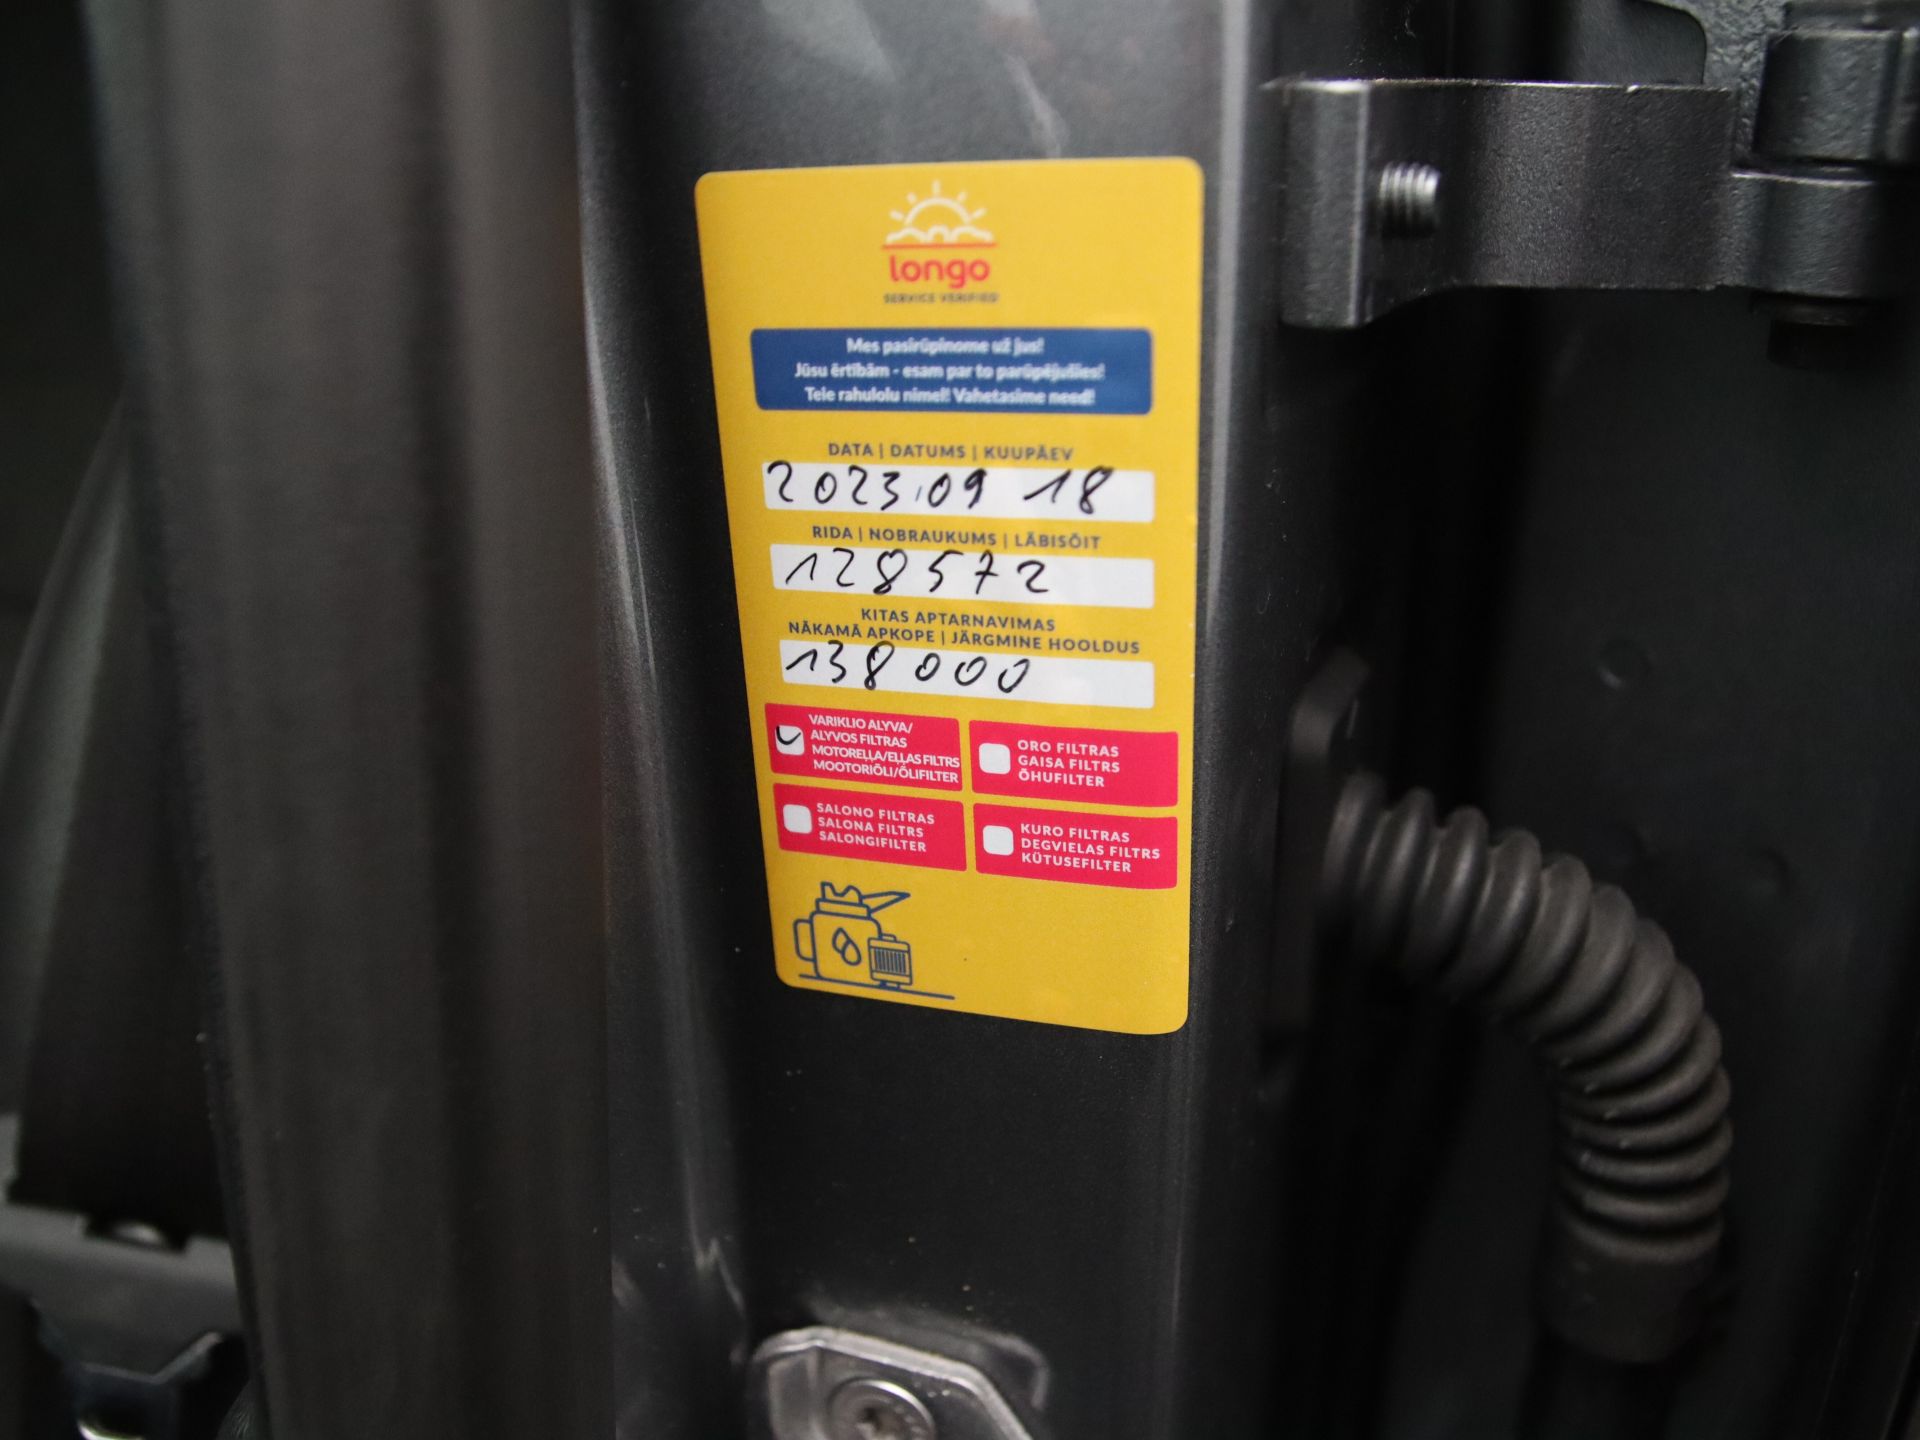 longo
SERVICE VERIFIED
Mes pasirūpinome už jus!
Jūsu ērtībām - esam par to parūpējušies!
Teie rahulolu nimel! Vahetasime need!
DATA | DATUMS | KUUPÄEV
2023.09 18
RIDA | NOBRAUKUMS | LÄBISÕIT
128572
KITAS APTARNAVIMAS
NĀKAMĀ APKOPE | JÄRGMINE HOOLDUS
138000
VARIKLIO ALYVA/
ALYVOS FILTRAS
MOTOREĻĻA/EĻĻAS FILTRS
MOOTORIÕLI/ÕLIFILTER
ORO FILTRAS
GAISA FILTRS
ÕHUFILTER
SALONO FILTRAS
SALONA FILTRS
SALONGIFILTER
KURO FILTRAS
DEGVIELAS FILTRS
KÜTUSEFILTER